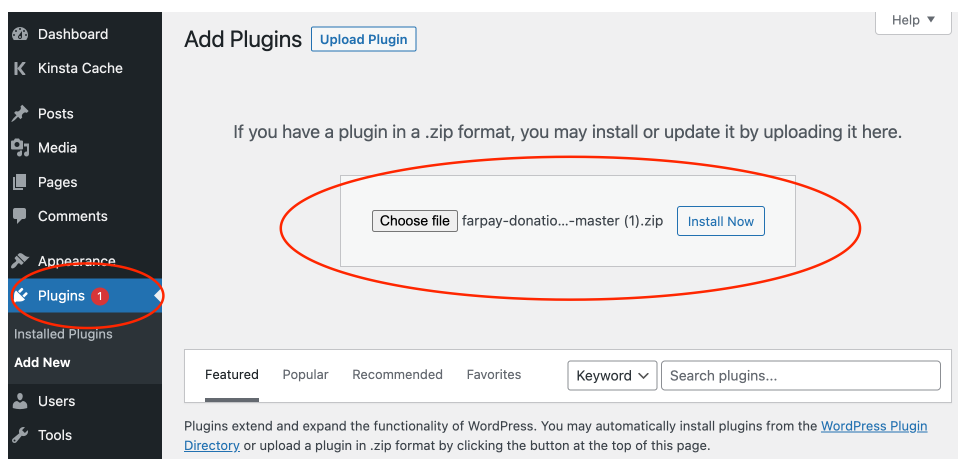 Dashboard
Kinsta Cache
Posts
Media
Pages
Comments
Appearance
Plugins 1
Installed Plugins
Add New
Users
Tools
Help
Add Plugins Upload Plugin
If you have a plugin in a .zip format, you may install or update it by uploading it here.
Choose file farpay-donatio...-master (1).zip Install Now
Featured Popular Recommended Favorites Keyword Search plugins...
Plugins extend and expand the functionality of WordPress. You may automatically install plugins from the WordPress Plugin
Directory or upload a plugin in .zip format by clicking the button at the top of this page.